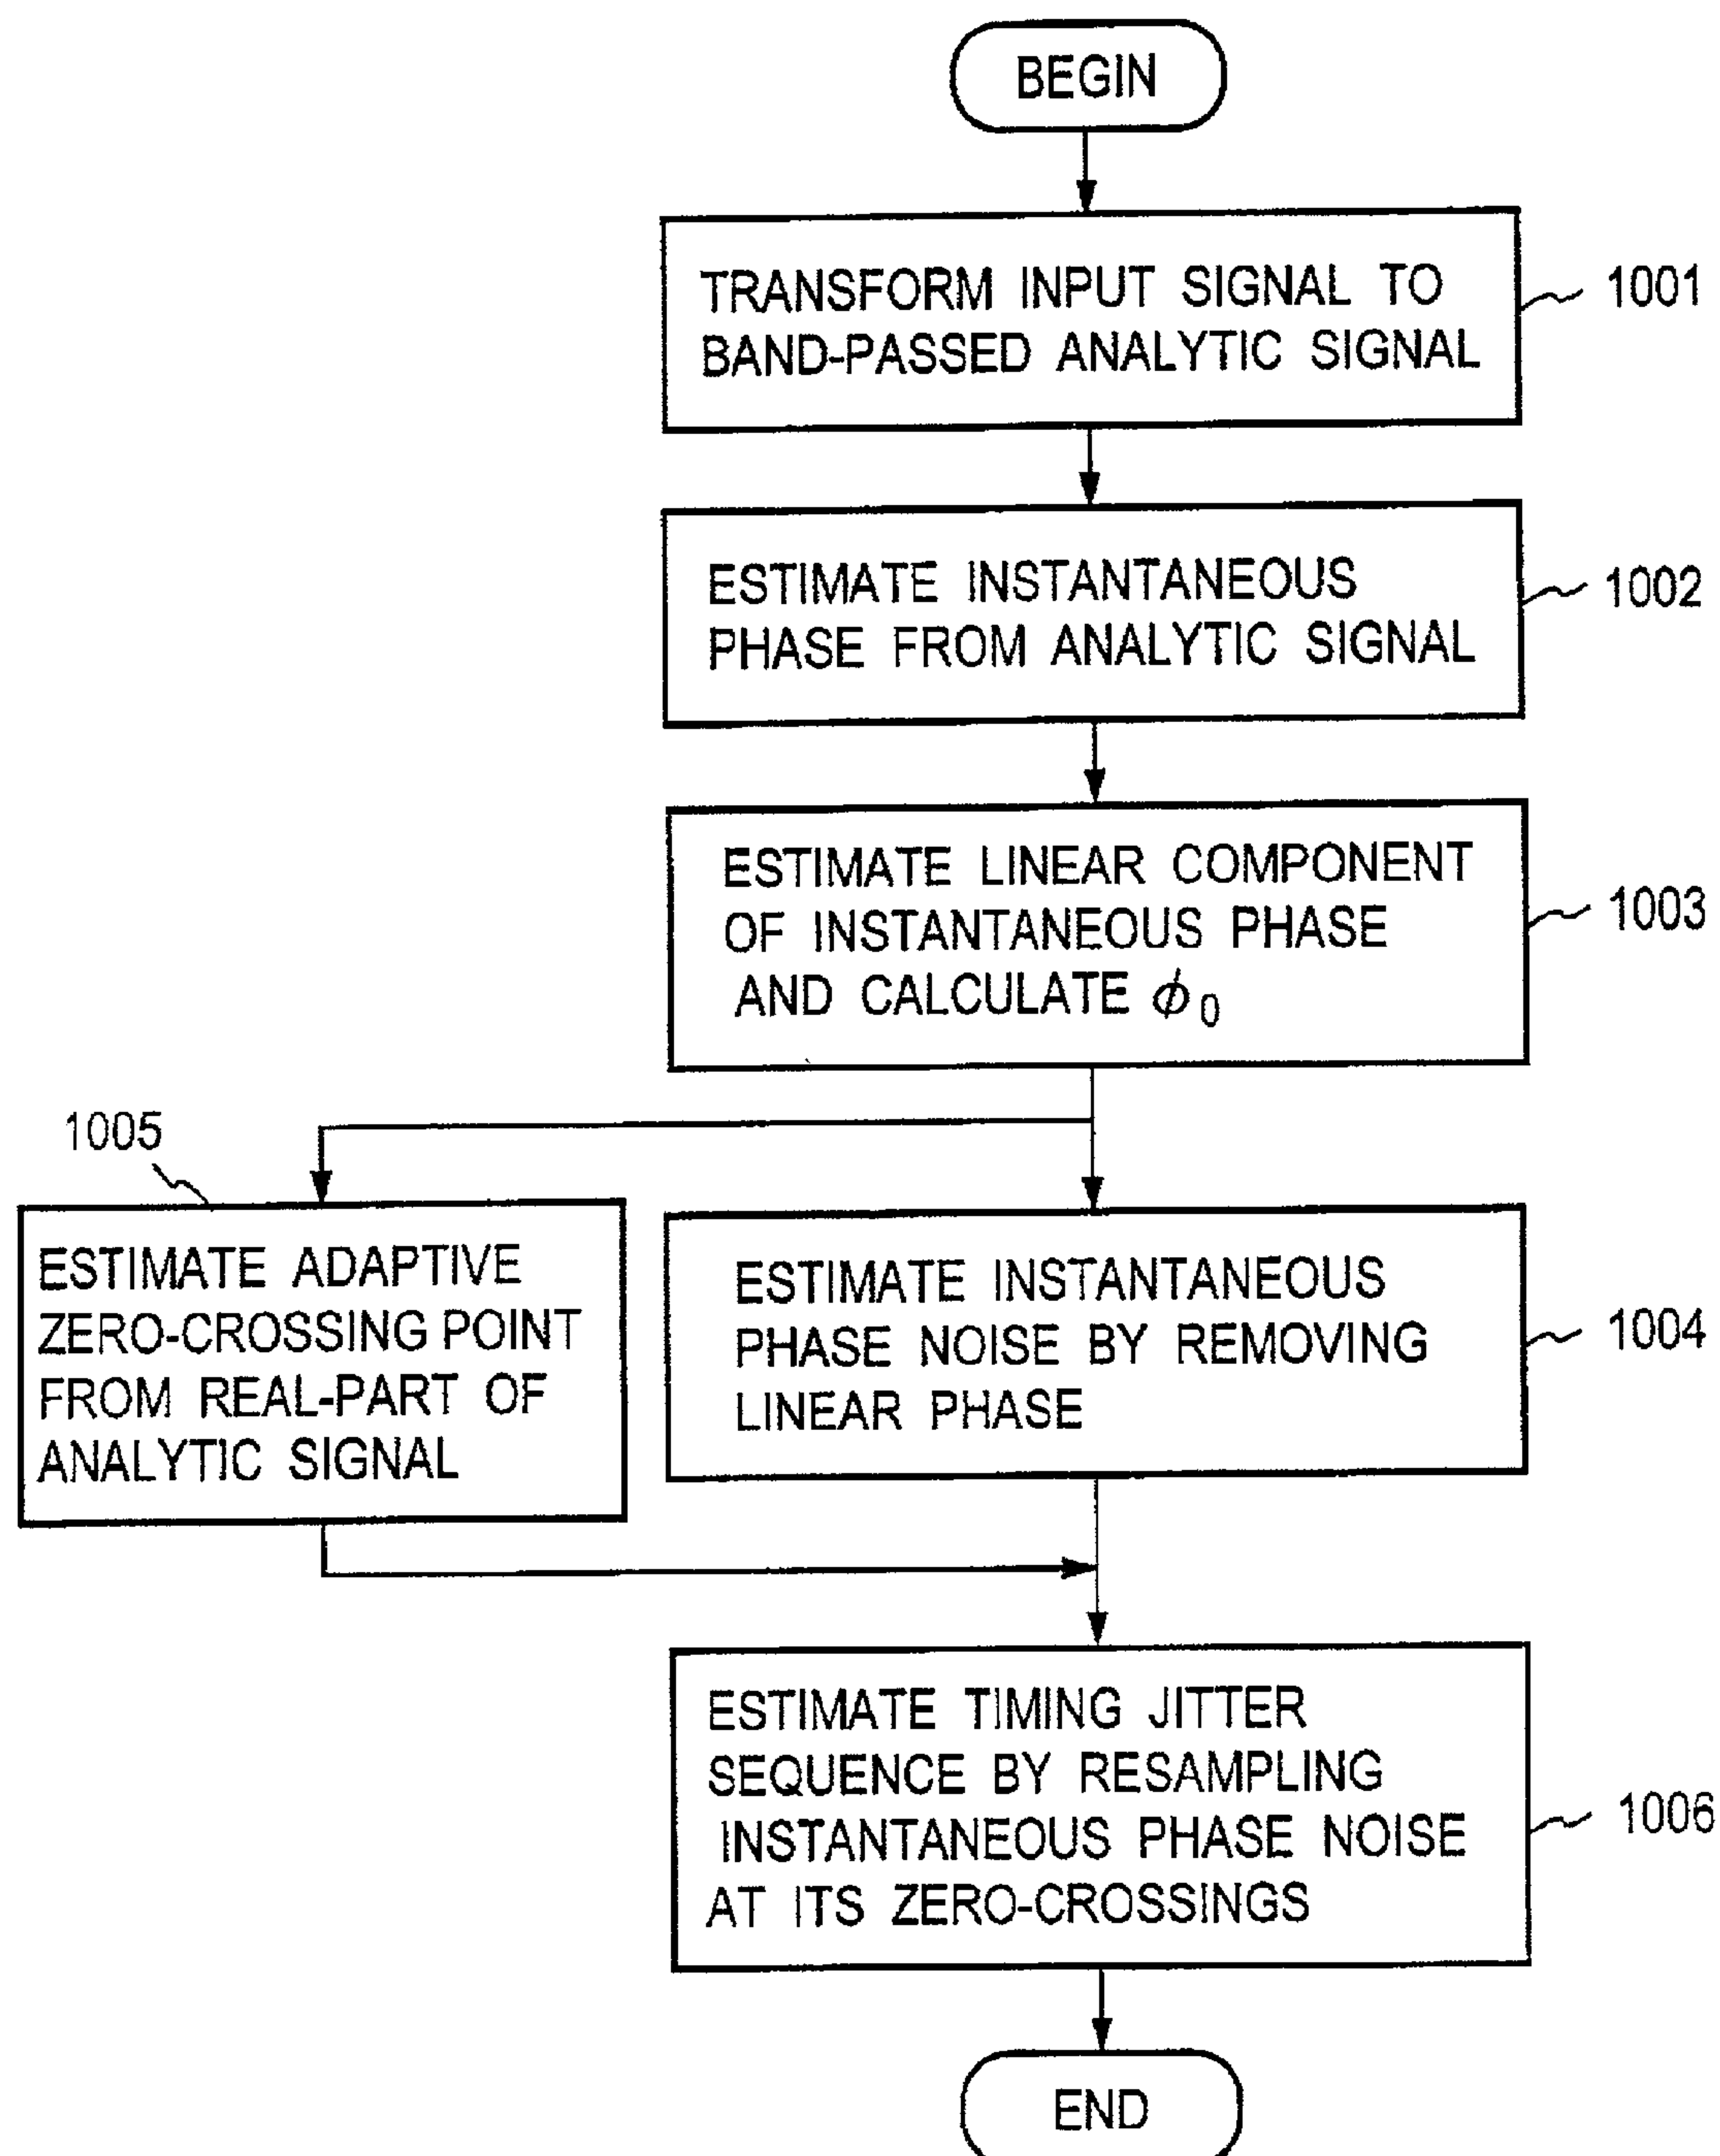 BEGIN
TRANSFORM INPUT SIGNAL TO
BAND-PASSED ANALYTIC SIGNAL
1001
ESTIMATE INSTANTANEOUS
PHASE FROM ANALYTIC SIGNAL
1002
ESTIMATE LINEAR COMPONENT
OF INSTANTANEOUS PHASE
AND CALCULATE ϕ₀
1003
1005
ESTIMATE ADAPTIVE
ZERO-CROSSING POINT
FROM REAL-PART OF
ANALYTIC SIGNAL
ESTIMATE INSTANTANEOUS
PHASE NOISE BY REMOVING
LINEAR PHASE
1004
ESTIMATE TIMING JITTER
SEQUENCE BY RESAMPLING
INSTANTANEOUS PHASE NOISE
AT ITS ZERO-CROSSINGS
1006
END